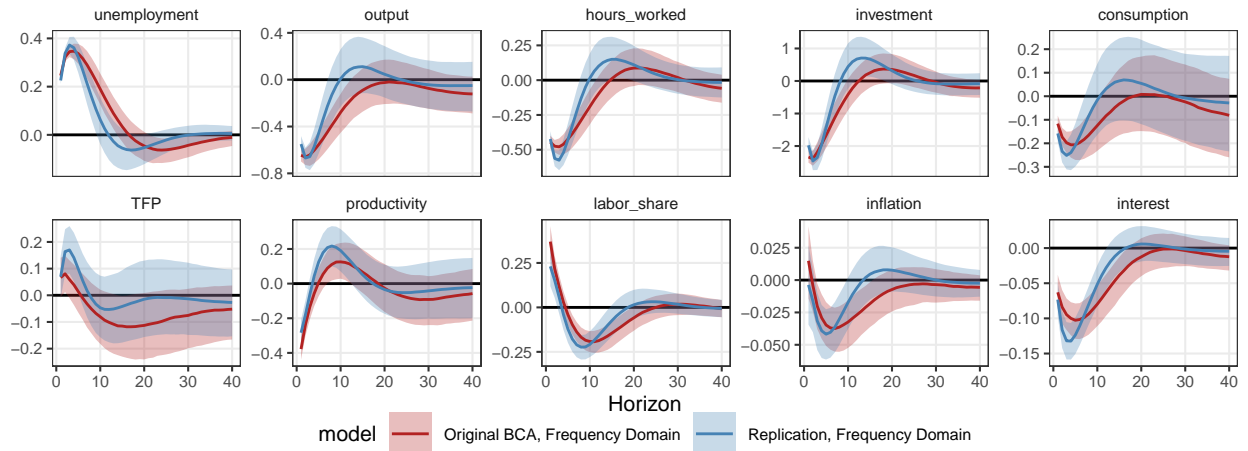 unemployment output hours_worked investment consumption
0.4 0.4 0.2
0.25 1 0.1
0.2 0.0 0.00 0 0.0
−0.4 −0.25 −1 −0.1
0.0 −0.50 −2 −0.2
−0.8 −0.3
TFP productivity labor_share inflation interest
0.2 0.2 0.25 0.025 0.00
0.1 0.0 0.000 −0.05
0.0 0.00
−0.1 −0.2 −0.025 −0.10
−0.2 −0.4 −0.25 −0.050 −0.15
0 10 20 30 40 0 10 20 30 40 0 10 20 30 40 0 10 20 30 40 0 10 20 30 40
Horizon
model Original BCA, Frequency Domain Replication, Frequency Domain